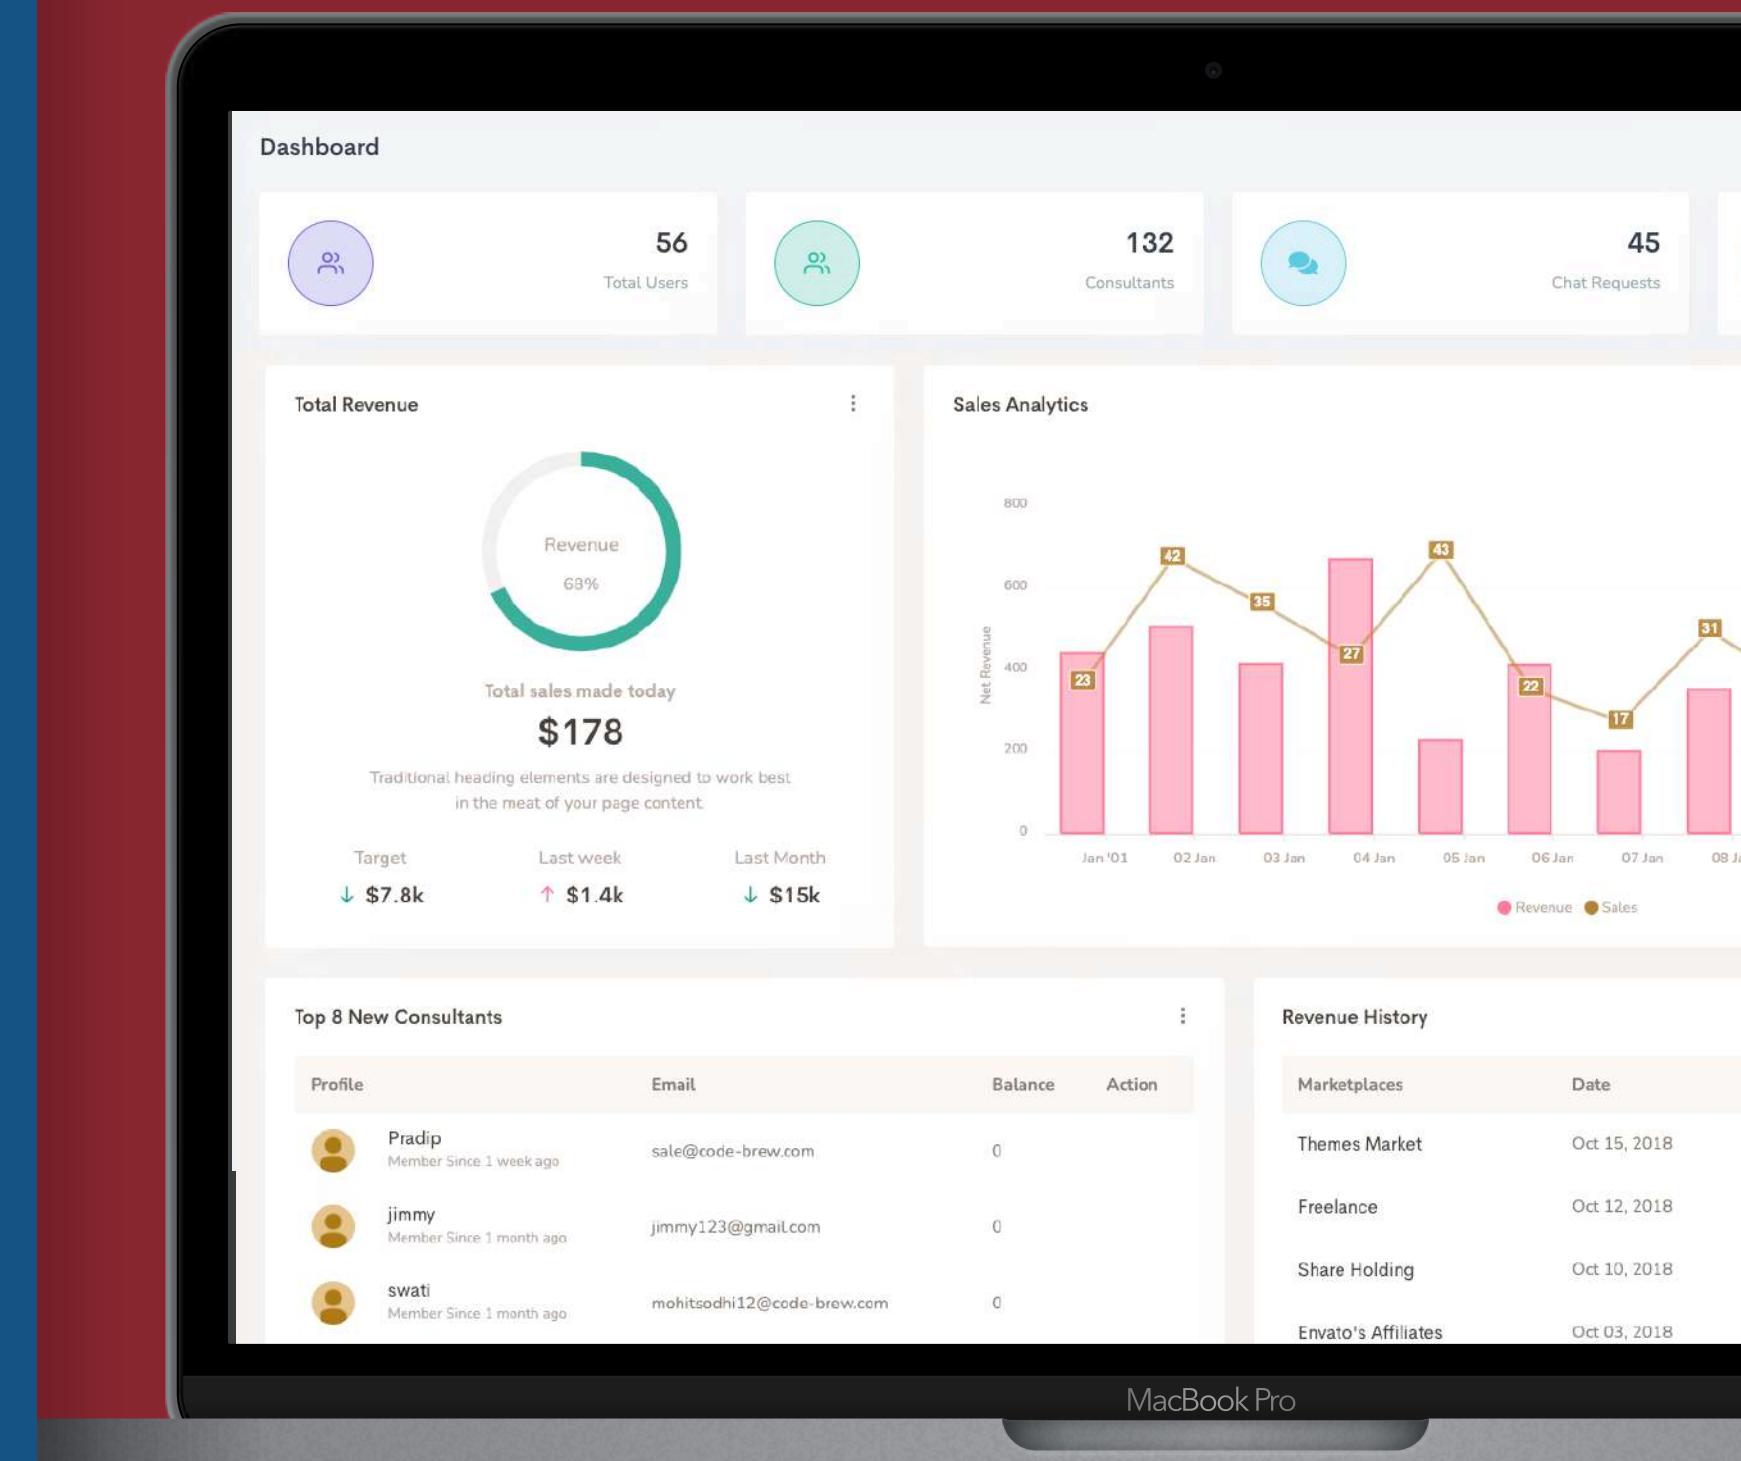 Dashboard
56
Total Users
132
Consultants
45
Chat Requests
Total Revenue
Revenue
68%
Total sales made today
$178
Traditional heading elements are designed to work best
in the meat of your page content.
Target
Last week
Last Month
↓ $7.8k
↑ $1.4k
↓ $15k
Sales Analytics
Net Revenue
800
600
400
200
0
23
42
35
27
43
22
17
31
Jan '01
02 Jan
03 Jan
04 Jan
05 Jan
06 Jan
07 Jan
08
Revenue
Sales
Top 8 New Consultants
Profile Email Balance Action
Pradip
Member Since 1 week ago
sale@code-brew.com
0
jimmy
Member Since 1 month ago
jimmy123@gmail.com
0
swati
Member Since 1 month ago
mohitsodhi12@code-brew.com
0
Revenue History
Marketplaces Date
Themes Market Oct 15, 2018
Freelance Oct 12, 2018
Share Holding Oct 10, 2018
Envato's Affiliates Oct 03, 2018
MacBook Pro